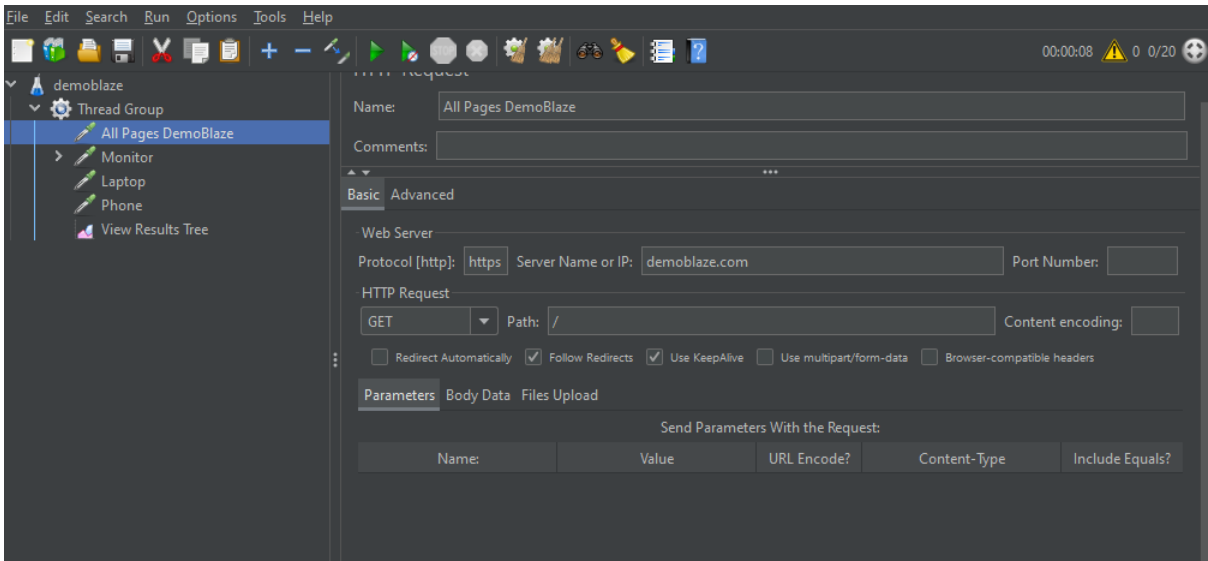 File Edit Search Run Options Tools Help
STOP
00:00:08 0 0/20
demoblaze
Thread Group
All Pages DemoBlaze
Monitor
Laptop
Phone
View Results Tree
HTTP Request
Name: All Pages DemoBlaze
Comments:
Basic Advanced
Web Server
Protocol [http]: https Server Name or IP: demoblaze.com Port Number:
HTTP Request
GET Path: / Content encoding:
Redirect Automatically Follow Redirects Use KeepAlive Use multipart/form-data Browser-compatible headers
Parameters Body Data Files Upload
Send Parameters With the Request:
Name: Value URL Encode? Content-Type Include Equals?